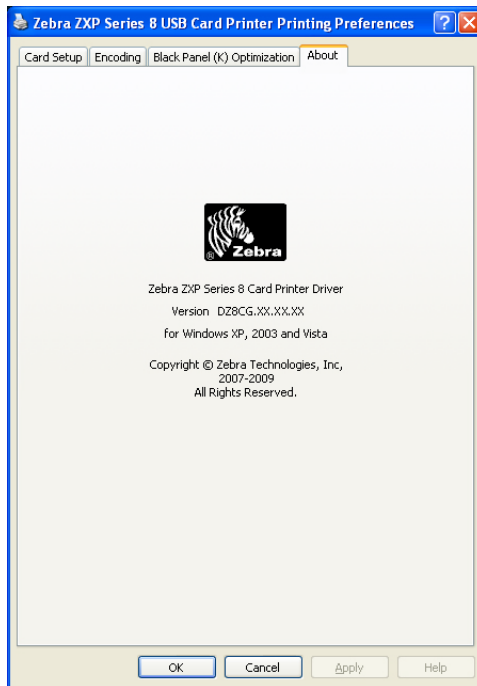 Zebra ZXP Series 8 USB Card Printer Printing Preferences
Card Setup Encoding Black Panel (K) Optimization About
® Zebra
Zebra ZXP Series 8 Card Printer Driver
Version DZ8CG.XX.XX.XX
for Windows XP, 2003 and Vista
Copyright © Zebra Technologies, Inc,
2007-2009
All Rights Reserved.
OK Cancel Apply Help